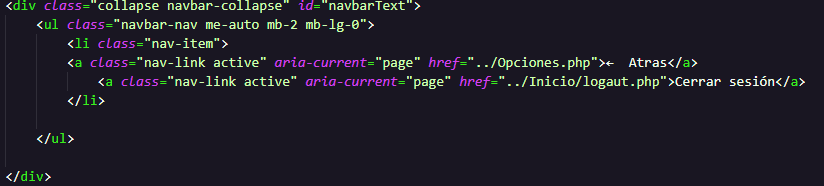 <div class="collapse navbar-collapse" id="navbarText">
<ul class="navbar-nav me-auto mb-2 mb-lg-0">
<li class="nav-item">
<a class="nav-link active" aria-current="page" href="../Opciones.php">←  Atras</a>
<a class="nav-link active" aria-current="page" href="../Inicio/logaut.php">Cerrar sesión</a>
</li>
</ul>
</div>